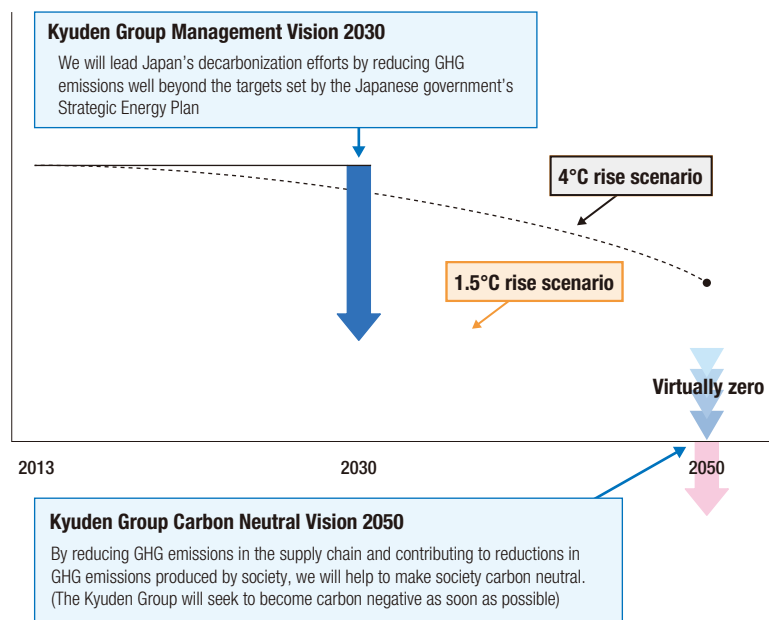 Kyuden Group Management Vision 2030
We will lead Japan’s decarbonization efforts by reducing GHG
emissions well beyond the targets set by the Japanese government’s
Strategic Energy Plan
4°C rise scenario
1.5°C rise scenario
Virtually zero
2013
2030
2050
Kyuden Group Carbon Neutral Vision 2050
By reducing GHG emissions in the supply chain and contributing to reductions in
GHG emissions produced by society, we will help to make society carbon neutral.
(The Kyuden Group will seek to become carbon negative as soon as possible)